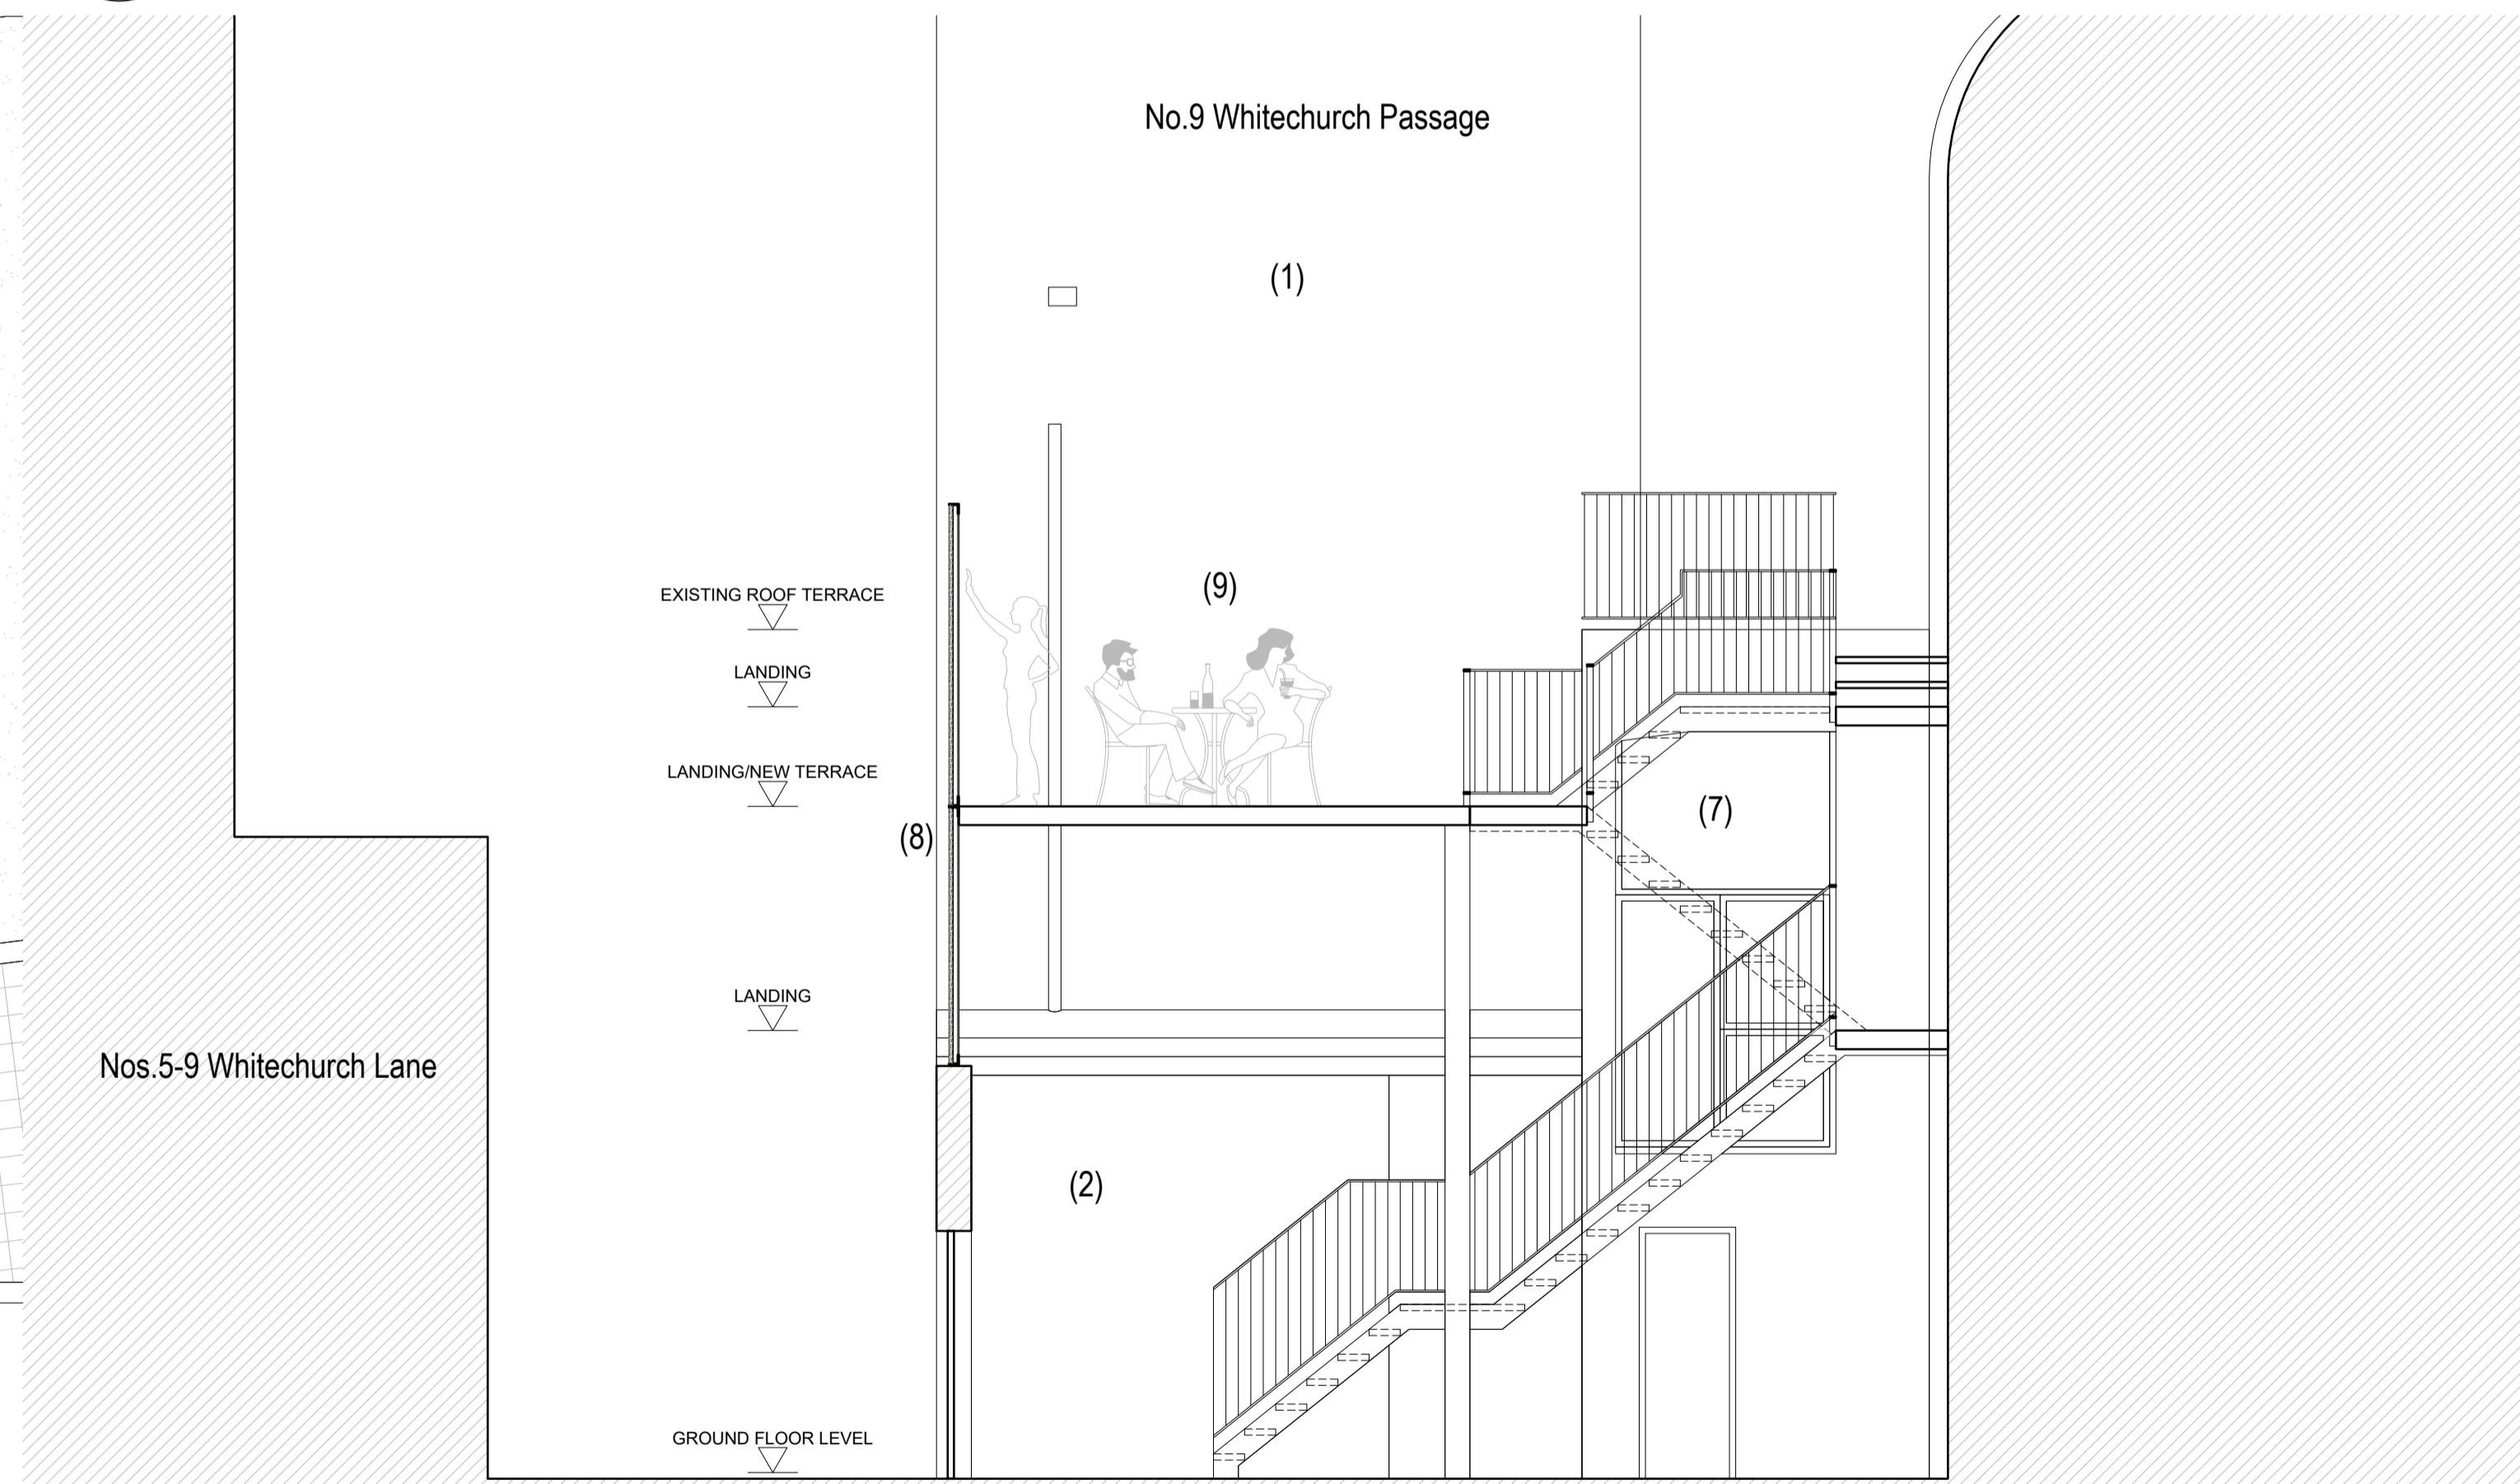 No.9 Whitechurch Passage
(1)
(9)
EXISTING ROOF TERRACE
LANDING
LANDING/NEW TERRACE
(7)
(8)
LANDING
Nos.5-9 Whitechurch Lane
(2)
GROUND FLOOR LEVEL